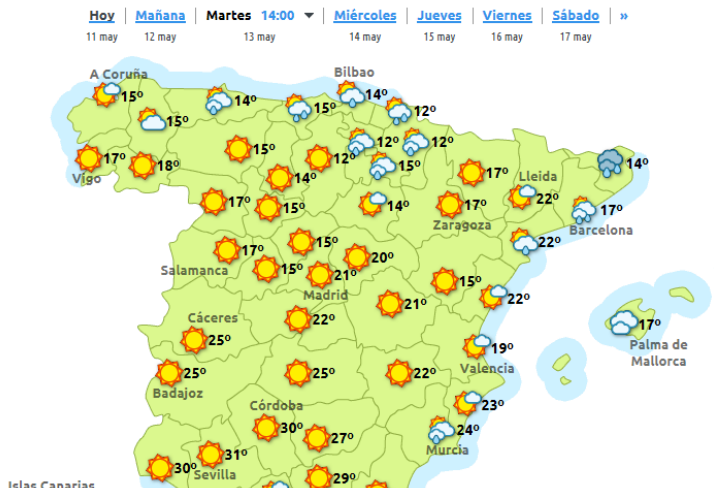 Hoy Mañana Martes 14:00 Miércoles Jueves Viernes Sábado »
11 may 12 may 13 may 14 may 15 may 16 may 17 may
A Coruña
Bilbao
15º
14º
15º
14º
12º
15º
17º
Vigo
18º
15º
14º
12º
12º
15º
12º
17º
Lleida
22º
14º
17º
15º
14º
17º
Zaragoza
17º
Barcelona
17º
Salamanca
15º
15º
21º
Madrid
20º
22º
15º
22º
21º
Cáceres
25º
22º
19º
Valencia
17º
Palma de
Mallorca
25º
Badajoz
25º
22º
23º
Córdoba
30º
27º
24º
Murcia
30º
31º
Sevilla
29º
Islas Canarias